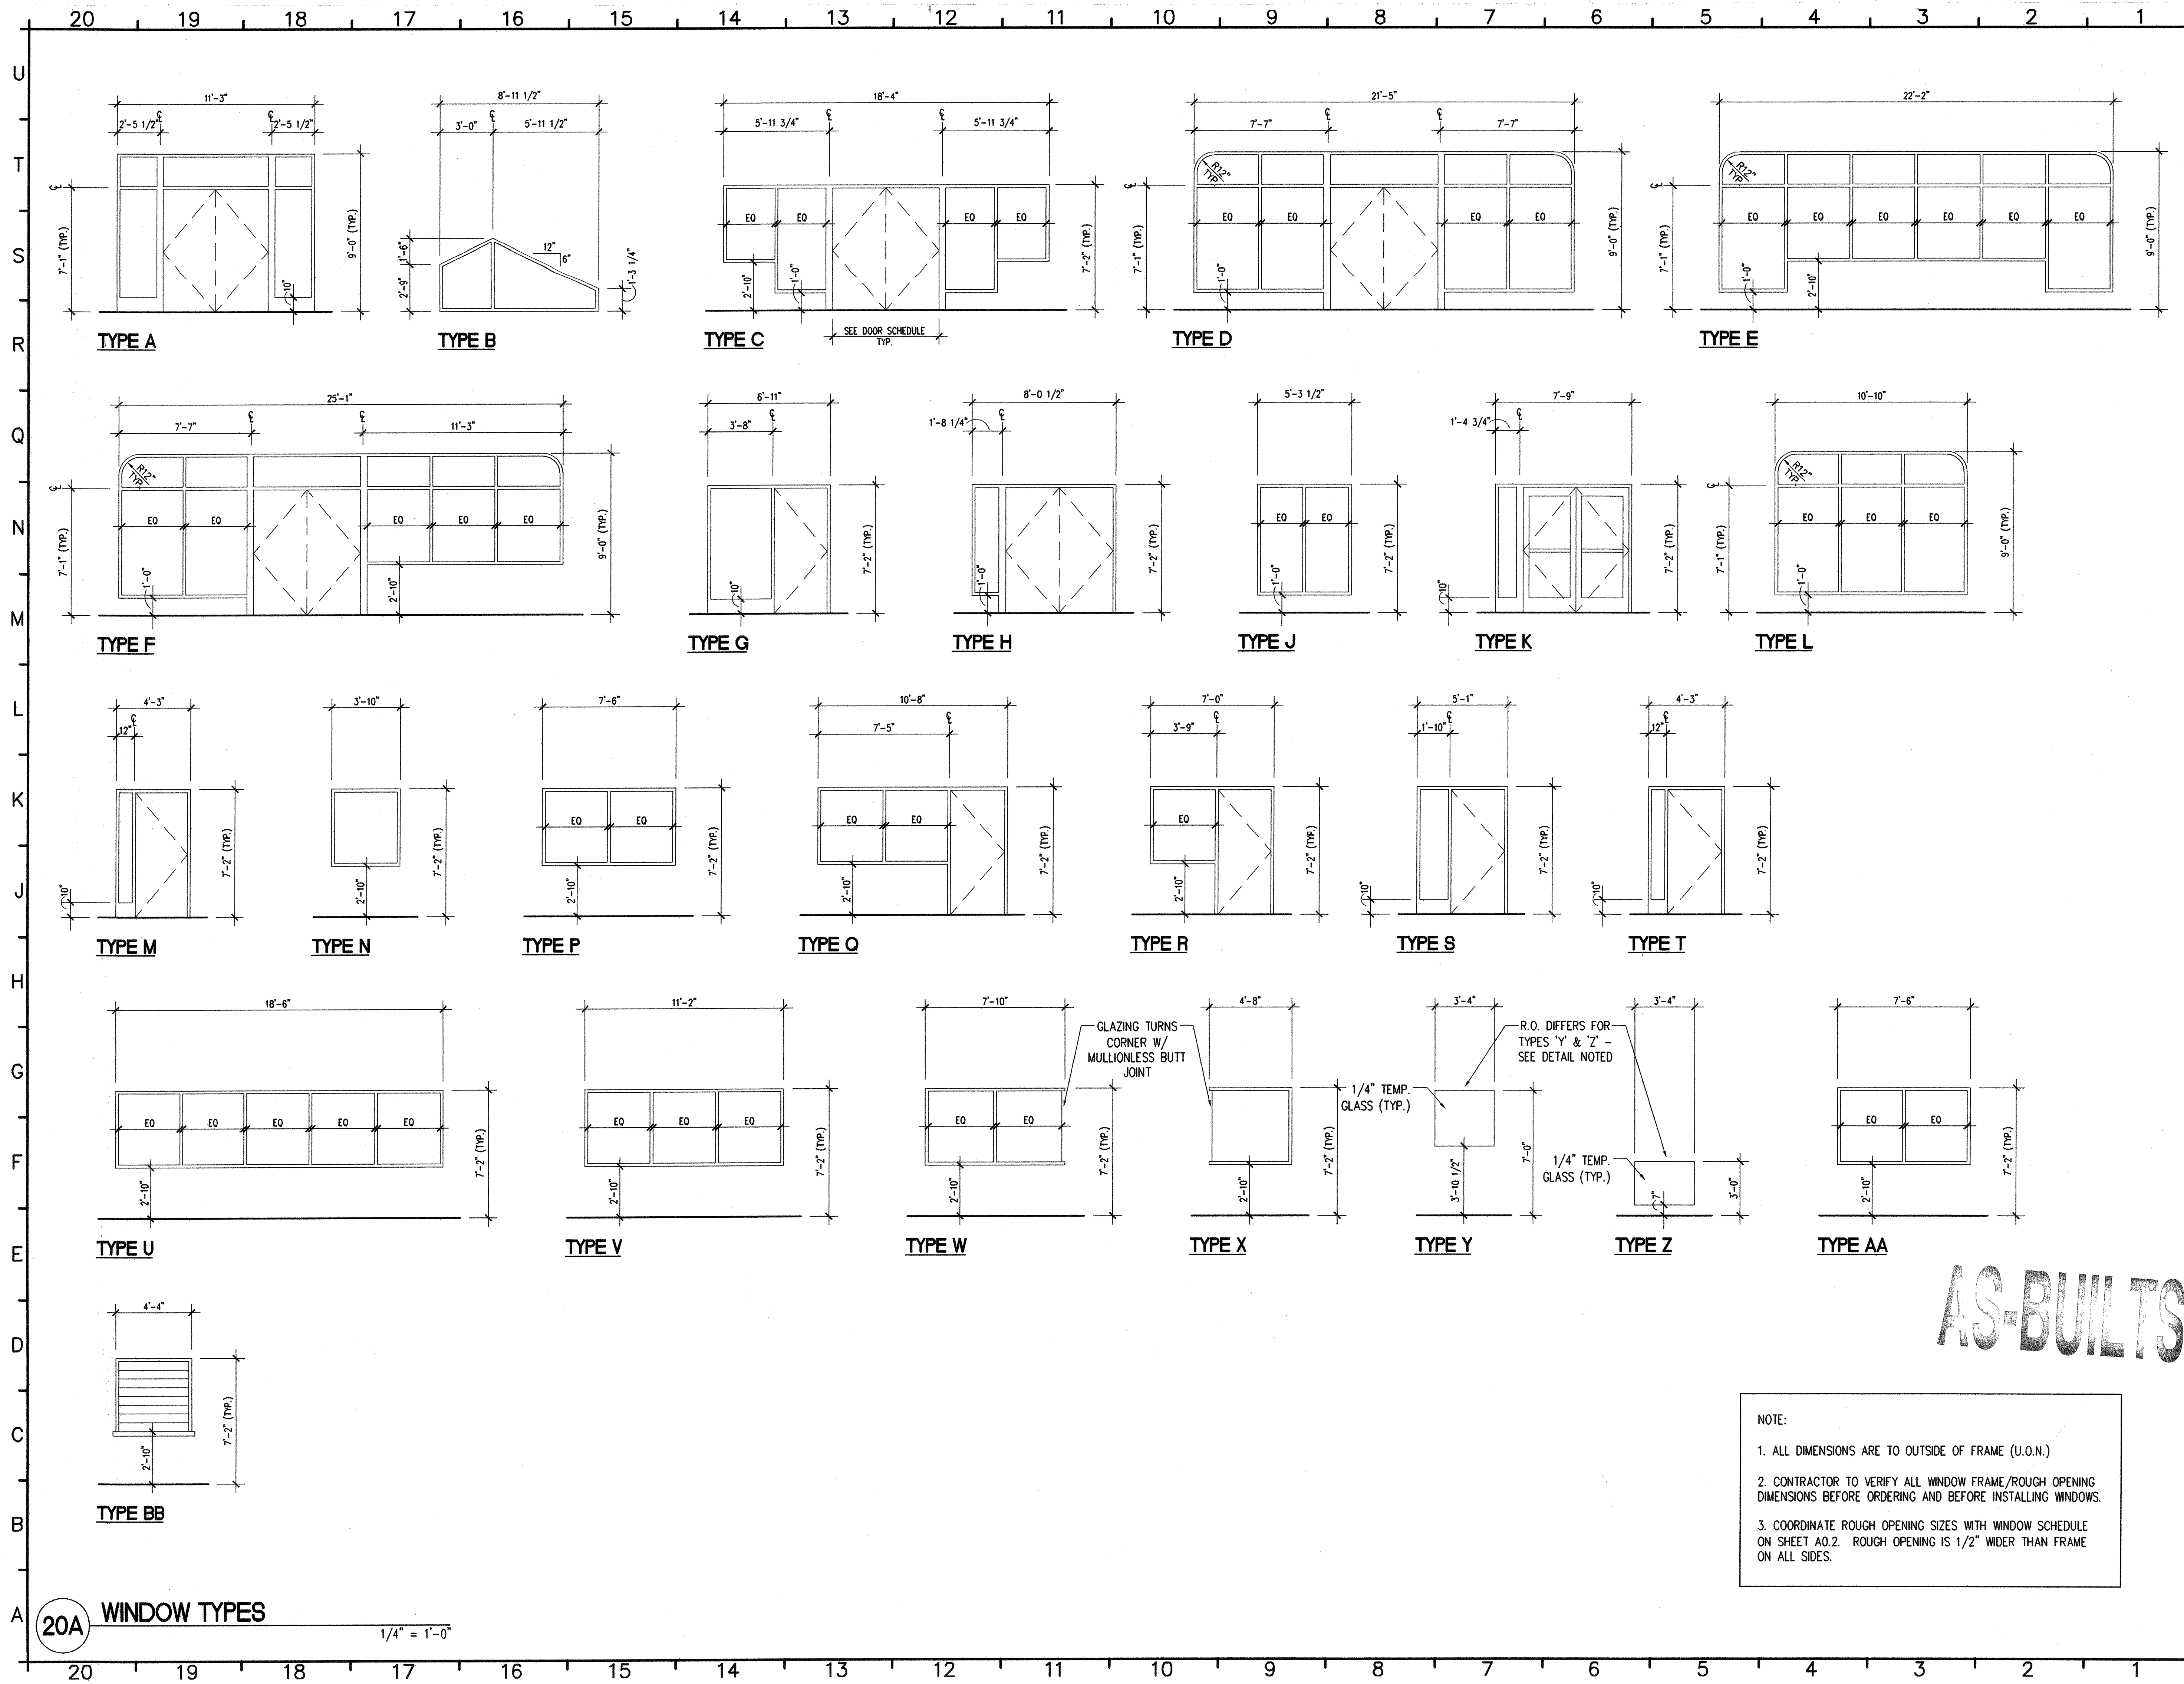 20 19 18 17 16 15 14 13 12 11 10 9 8 7 6 5 4 3 2 1
U
T
S
R
Q
N
M
L
K
J
H
G
F
E
D
C
B
A
11'-3"
2'-5 1/2"
℄
℄
2'-5 1/2"
℄
7'-1" (TYP.)
9'-0" (TYP.)
10"
TYPE A
8'-11 1/2"
℄
3'-0"
5'-11 1/2"
1'-6"
2'-9"
12"
6"
1'-3 1/4"
TYPE B
18'-4"
℄
℄
5'-11 3/4"
5'-11 3/4"
EQ EQ EQ EQ
2'-10"
1'-0"
7'-2" (TYP.)
SEE DOOR SCHEDULE
TYP.
TYPE C
21'-5"
℄
℄
7'-7"
7'-7"
R12"
TYP.
℄
EQ EQ EQ EQ
7'-1" (TYP.)
1'-0"
9'-0" (TYP.)
TYPE D
22'-2"
R12"
TYP.
℄
EQ EQ EQ EQ EQ EQ
7'-1" (TYP.)
1'-0"
2'-10"
9'-0" (TYP.)
TYPE E
25'-1"
℄
℄
7'-7"
11'-3"
R12"
TYP.
℄
EQ EQ EQ EQ EQ
7'-1" (TYP.)
1'-0"
2'-10"
9'-0" (TYP.)
TYPE F
6'-11"
℄
3'-8"
10"
7'-2" (TYP.)
TYPE G
8'-0 1/2"
℄
1'-8 1/4"
1'-0"
7'-2" (TYP.)
TYPE H
5'-3 1/2"
EQ EQ
1'-0"
7'-2" (TYP.)
TYPE J
7'-9"
℄
1'-4 3/4"
10"
7'-2" (TYP.)
TYPE K
10'-10"
R12"
TYP.
℄
EQ EQ EQ
7'-1" (TYP.)
1'-0"
9'-0" (TYP.)
TYPE L
4'-3"
℄
12"
10"
7'-2" (TYP.)
TYPE M
3'-10"
2'-10"
7'-2" (TYP.)
TYPE N
7'-6"
EQ EQ
2'-10"
7'-2" (TYP.)
TYPE P
10'-8"
℄
7'-5"
EQ EQ
2'-10"
7'-2" (TYP.)
TYPE Q
7'-0"
℄
3'-9"
EQ
2'-10"
7'-2" (TYP.)
TYPE R
5'-1"
℄
1'-10"
10"
7'-2" (TYP.)
TYPE S
4'-3"
℄
12"
10"
7'-2" (TYP.)
TYPE T
18'-6"
EQ EQ EQ EQ EQ
2'-10"
7'-2" (TYP.)
TYPE U
11'-2"
EQ EQ EQ
2'-10"
7'-2" (TYP.)
TYPE V
7'-10"
EQ EQ
2'-10"
7'-2" (TYP.)
TYPE W
GLAZING TURNS
CORNER W/
MULLIONLESS BUTT
JOINT
4'-8"
2'-10"
7'-2" (TYP.)
TYPE X
3'-4"
1/4" TEMP.
GLASS (TYP.)
3'-10 1/2"
7'-0"
TYPE Y
R.O. DIFFERS FOR
TYPES 'Y' & 'Z' –
SEE DETAIL NOTED
3'-4"
1/4" TEMP.
GLASS (TYP.)
7"
3'-0"
TYPE Z
7'-6"
EQ EQ
2'-10"
7'-2" (TYP.)
TYPE AA
4'-4"
2'-10"
7'-2" (TYP.)
TYPE BB
AS-BUILTS
NOTE:
1. ALL DIMENSIONS ARE TO OUTSIDE OF FRAME (U.O.N.)
2. CONTRACTOR TO VERIFY ALL WINDOW FRAME/ROUGH OPENING
DIMENSIONS BEFORE ORDERING AND BEFORE INSTALLING WINDOWS.
3. COORDINATE ROUGH OPENING SIZES WITH WINDOW SCHEDULE
ON SHEET A0.2. ROUGH OPENING IS 1/2" WIDER THAN FRAME
ON ALL SIDES.
20A
WINDOW TYPES
1/4" = 1'-0"
20 19 18 17 16 15 14 13 12 11 10 9 8 7 6 5 4 3 2 1